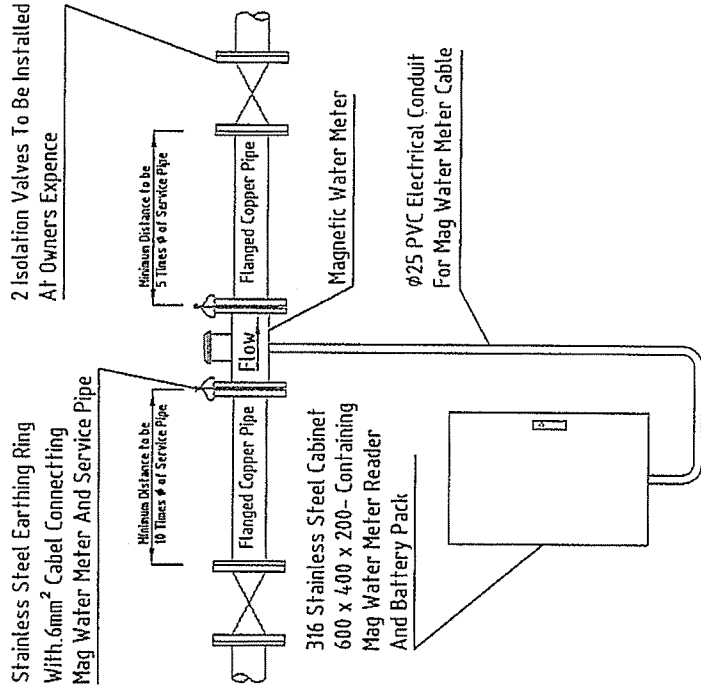 2 Isolation Valves To Be Installed
At Owners Expence
Minimum Distance to be
5 Times ϕ of Service Pipe
Flanged Copper Pipe
Magnetic Water Meter
ϕ25 PVC Electrical Conduit
For Mag Water Meter Cable
Flow
Stainless Steel Earthing Ring
With.6mm² Cabel Connectting
Mag Water Meter And Service Pipe
Minimum Distance to be
10 Times ϕ of Service Pipe
Flanged Copper Pipe
316 Stainless Steel Cabinet
600 x 400 x 200- Containing
Mag Water Meter Reader
And Battery Pack